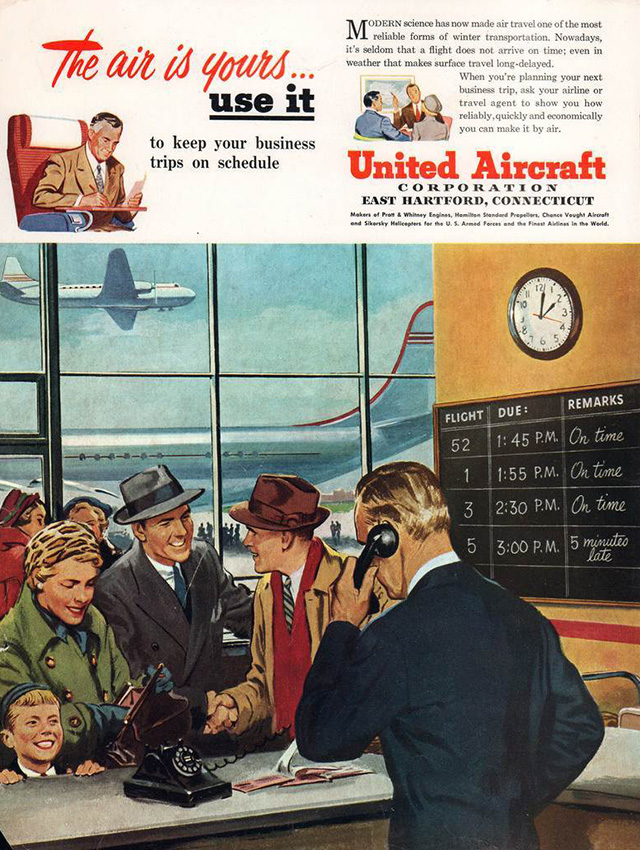 The air is yours...
use it
to keep your business
trips on schedule
MODERN science has now made air travel one of the most
reliable forms of winter transportation. Nowadays,
it's seldom that a flight does not arrive on time; even in
weather that makes surface travel long-delayed.
When you're planning your next
business trip, ask your airline or
travel agent to show you how
reliably, quickly and economically
you can make it by air.
United Aircraft
CORPORATION
EAST HARTFORD, CONNECTICUT
Makers of Pratt & Whitney Engines, Hamilton Standard Propellers, Chance Vought Aircraft
and Sikorsky Helicopters for the U. S. Armed Forces and the Finest Airlines in the World.
12
1
2
FLIGHT DUE: REMARKS
52 1:45 P.M. On time
1 1:55 P.M. On time
3 2:30 P.M. On time
5 3:00 P.M. 5 minutes
late